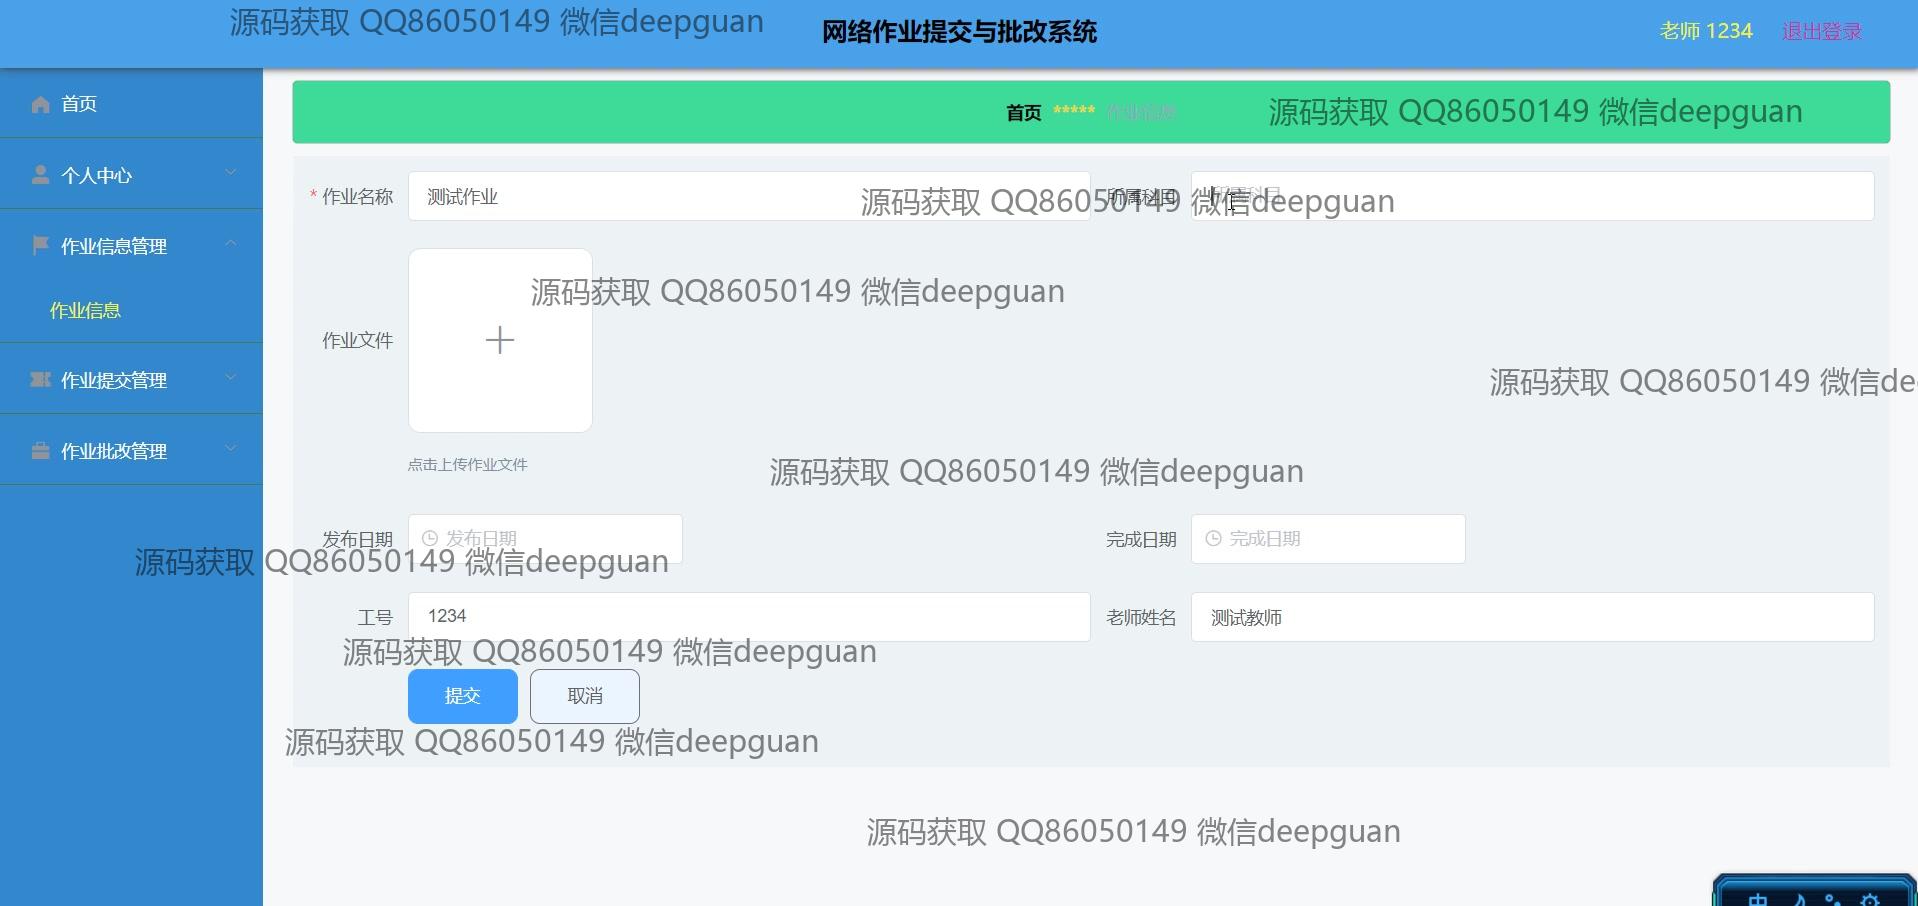 源码获取 QQ86050149 微信deepguan
网络作业提交与批改系统
老师 1234
退出登录
首页
个人中心
作业信息管理
作业信息
作业提交管理
作业批改管理
首页 ***** 作业信息
源码获取 QQ86050149 微信deepguan
* 作业名称
测试作业
所属科目
所属科目
源码获取 QQ86050149 微信deepguan
源码获取 QQ86050149 微信deepguan
作业文件
点击上传作业文件
源码获取 QQ86050149 微信de
源码获取 QQ86050149 微信deepguan
发布日期
发布日期
完成日期
完成日期
源码获取 QQ86050149 微信deepguan
工号
1234
老师姓名
测试教师
源码获取 QQ86050149 微信deepguan
提交
取消
源码获取 QQ86050149 微信deepguan
源码获取 QQ86050149 微信deepguan
中